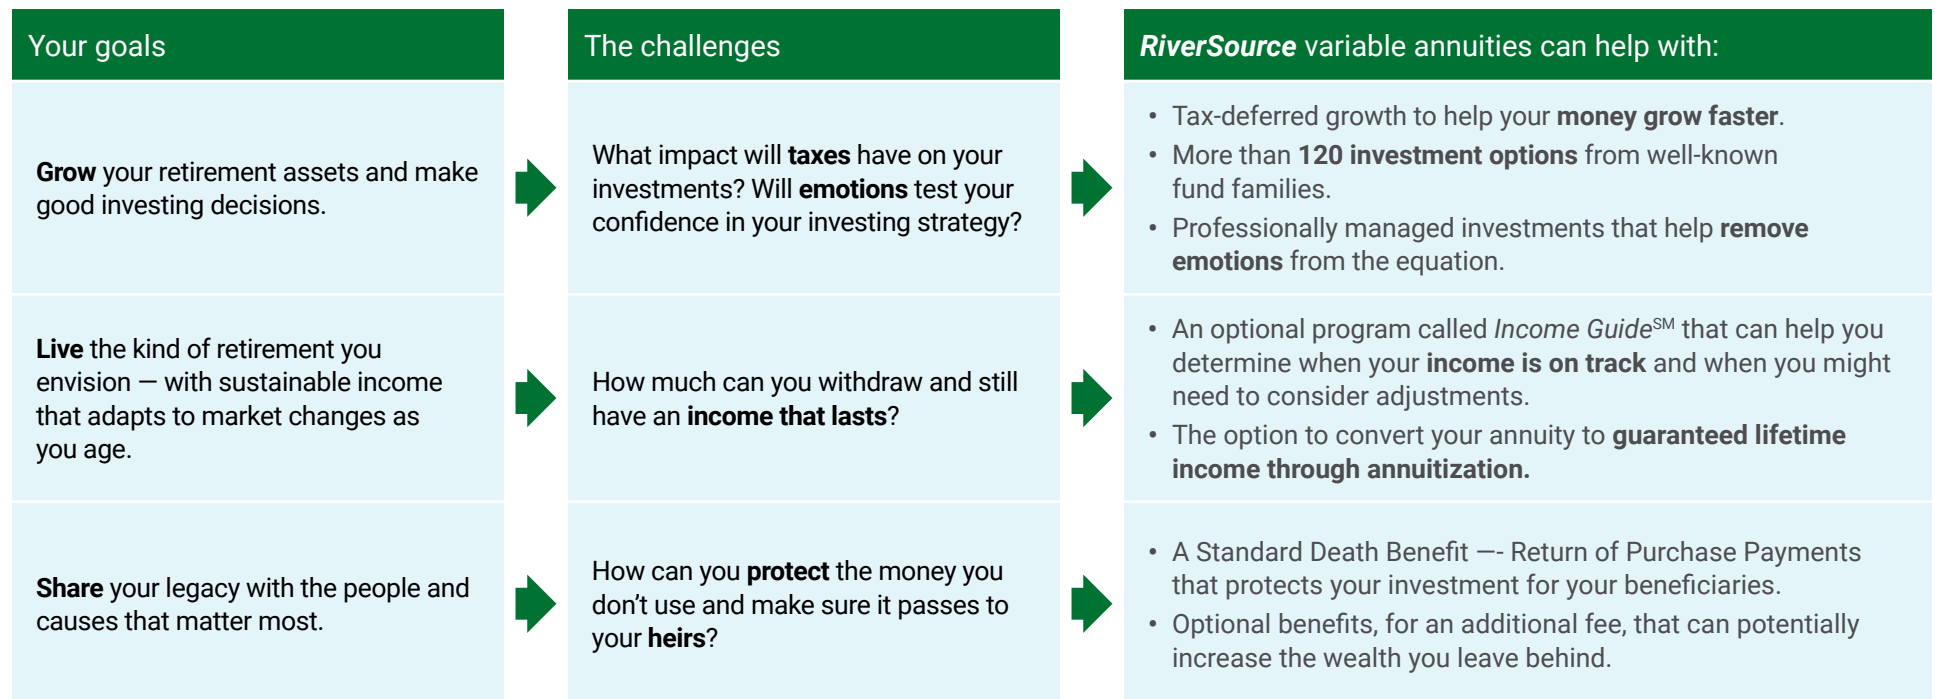 Your goals
The challenges
RiverSource variable annuities can help with:
Grow your retirement assets and make
good investing decisions.
What impact will taxes have on your
investments? Will emotions test your
confidence in your investing strategy?
• Tax-deferred growth to help your money grow faster.
• More than 120 investment options from well-known
fund families.
• Professionally managed investments that help remove
emotions from the equation.
Live the kind of retirement you
envision — with sustainable income
that adapts to market changes as
you age.
How much can you withdraw and still
have an income that lasts?
• An optional program called Income Guide℠ that can help you
determine when your income is on track and when you might
need to consider adjustments.
• The option to convert your annuity to guaranteed lifetime
income through annuitization.
Share your legacy with the people and
causes that matter most.
How can you protect the money you
don’t use and make sure it passes to
your heirs?
• A Standard Death Benefit —- Return of Purchase Payments
that protects your investment for your beneficiaries.
• Optional benefits, for an additional fee, that can potentially
increase the wealth you leave behind.